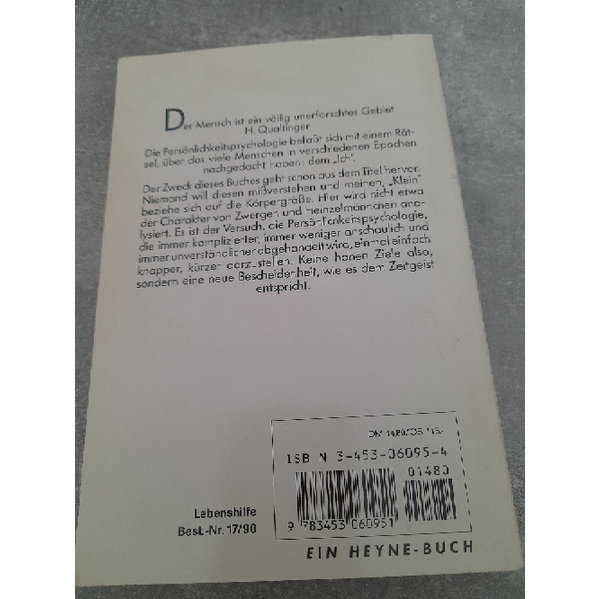 Der Mensch ist ein völlig unerforschtes Gebiet
H. Qualtinger
Die Persönlichkeitspsychologie befaßt sich mit einem Rät-
sel, über das viele Menschen in verschiedenen Epochen
nachgedacht haben: dem „Ich".
Der Zweck dieses Buches geht schon aus dem Titel hervor.
Niemand will diesen mißverstehen und meinen, „Klein"
beziehe sich auf die Körpergröße. Hier wird nicht etwa
der Charakter von Zwergen und Heinzelmännchen ana-
lysiert. Es ist der Versuch, die Persönlichkeitspsychologie,
die immer komplizierter, immer weniger anschaulich und
immer unverständlicher abgehandelt wird, einmal einfach
knapper, kürzer darzustellen. Keine hohen Ziele also,
sondern eine neue Bescheidenheit, wie es dem Zeitgeist
entspricht.
DM 14.80/ÖS 115.-
ISBN 3-453-06095-4
01480
9 783453 060951
Lebenshilfe
Best.-Nr. 17/90
EIN HEYNE-BUCH